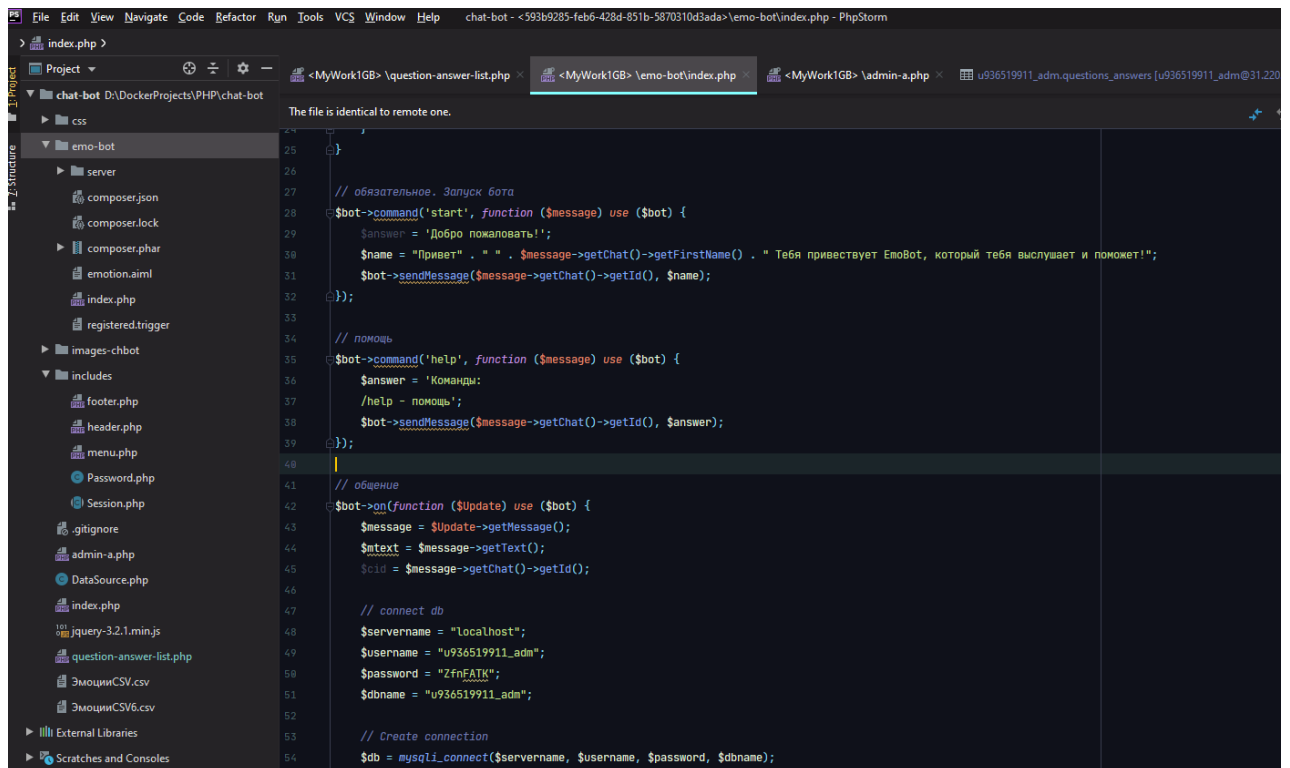 PS File Edit View Navigate Code Refactor Run Tools VCS Window Help chat-bot - <593b9285-feb6-428d-851b-5870310d3ada>\emo-bot\index.php - PhpStorm
index.php
Project
<MyWork1GB> \question-answer-list.php
<MyWork1GB> \emo-bot\index.php
<MyWork1GB> \admin-a.php
u936519911_adm.questions_answers [u936519911_adm@31.220
1: Project
Z: Structure
chat-bot D:\DockerProjects\PHP\chat-bot
css
emo-bot
server
composer.json
composer.lock
composer.phar
emotion.aiml
index.php
registered.trigger
images-chbot
includes
footer.php
header.php
menu.php
Password.php
Session.php
.gitignore
admin-a.php
DataSource.php
index.php
jquery-3.2.1.min.js
question-answer-list.php
ЭмоцииCSV.csv
ЭмоцииCSV6.csv
External Libraries
Scratches and Consoles
The file is identical to remote one.
24 }
25 }
26
27 // обязательное. Запуск бота
28 $bot->command('start', function ($message) use ($bot) {
29 $answer = 'Добро пожаловать!';
30 $name = "Привет" . " " . $message->getChat()->getFirstName() . " Тебя привествует EmoBot, который тебя выслушает и поможет!";
31 $bot->sendMessage($message->getChat()->getId(), $name);
32 });
33
34 // помощь
35 $bot->command('help', function ($message) use ($bot) {
36 $answer = 'Команды:
37 /help - помощь';
38 $bot->sendMessage($message->getChat()->getId(), $answer);
39 });
40
41 // общение
42 $bot->on(function ($Update) use ($bot) {
43 $message = $Update->getMessage();
44 $mtext = $message->getText();
45 $cid = $message->getChat()->getId();
46
47 // connect db
48 $servername = "localhost";
49 $username = "u936519911_adm";
50 $password = "ZfnFATK";
51 $dbname = "u936519911_adm";
52
53 // Create connection
54 $db = mysqli_connect($servername, $username, $password, $dbname);